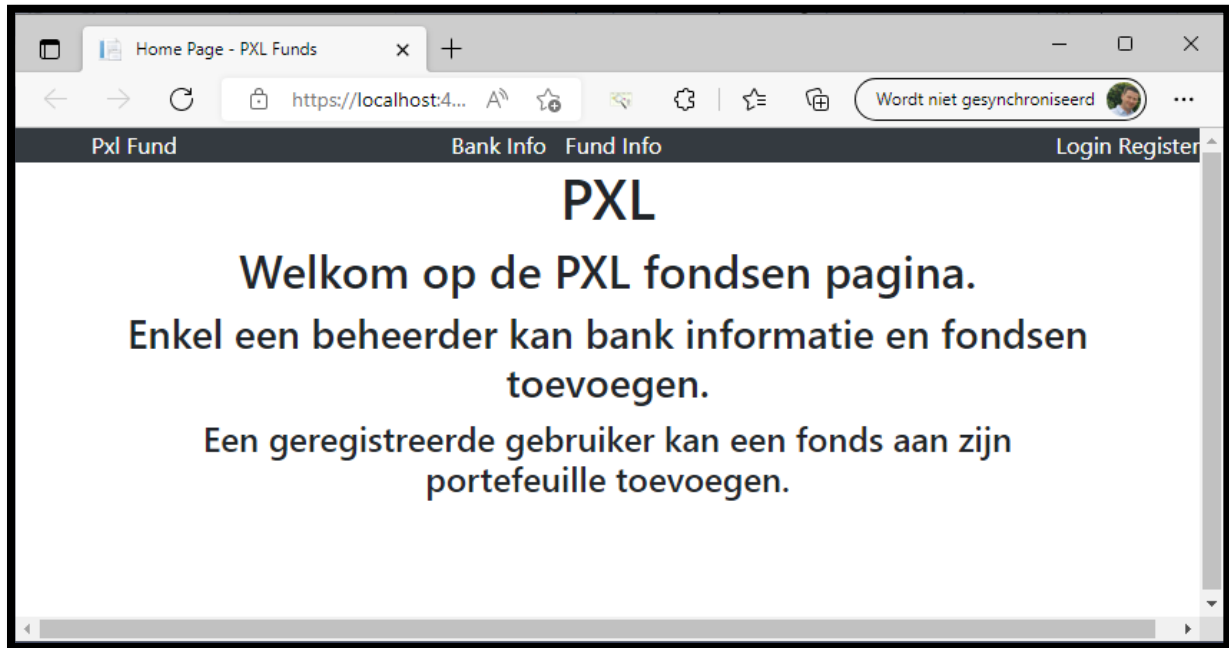 Home Page - PXL Funds
https://localhost:4...
Wordt niet gesynchroniseerd
Pxl Fund Bank Info Fund Info Login Register
PXL
Welkom op de PXL fondsen pagina.
Enkel een beheerder kan bank informatie en fondsen
toevoegen.
Een geregistreerde gebruiker kan een fonds aan zijn
portefeuille toevoegen.